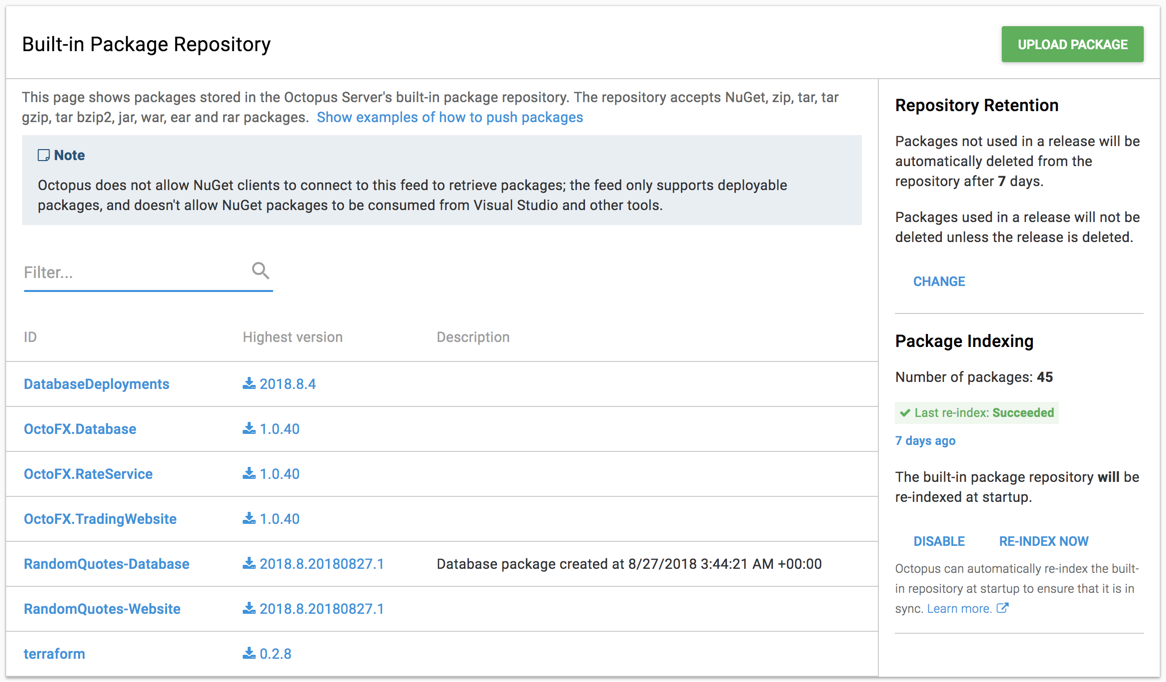 Built-in Package Repository
UPLOAD PACKAGE
This page shows packages stored in the Octopus Server's built-in package repository. The repository accepts NuGet, zip, tar, tar
gzip, tar bzip2, jar, war, ear and rar packages. Show examples of how to push packages
Note
Octopus does not allow NuGet clients to connect to this feed to retrieve packages; the feed only supports deployable
packages, and doesn't allow NuGet packages to be consumed from Visual Studio and other tools.
Filter...
ID Highest version Description
DatabaseDeployments 2018.8.4
OctoFX.Database 1.0.40
OctoFX.RateService 1.0.40
OctoFX.TradingWebsite 1.0.40
RandomQuotes-Database 2018.8.20180827.1 Database package created at 8/27/2018 3:44:21 AM +00:00
RandomQuotes-Website 2018.8.20180827.1
terraform 0.2.8
Repository Retention
Packages not used in a release will be
automatically deleted from the
repository after 7 days.
Packages used in a release will not be
deleted unless the release is deleted.
CHANGE
Package Indexing
Number of packages: 45
Last re-index: Succeeded
7 days ago
The built-in package repository will be
re-indexed at startup.
DISABLE RE-INDEX NOW
Octopus can automatically re-index the built-
in repository at startup to ensure that it is in
sync. Learn more.